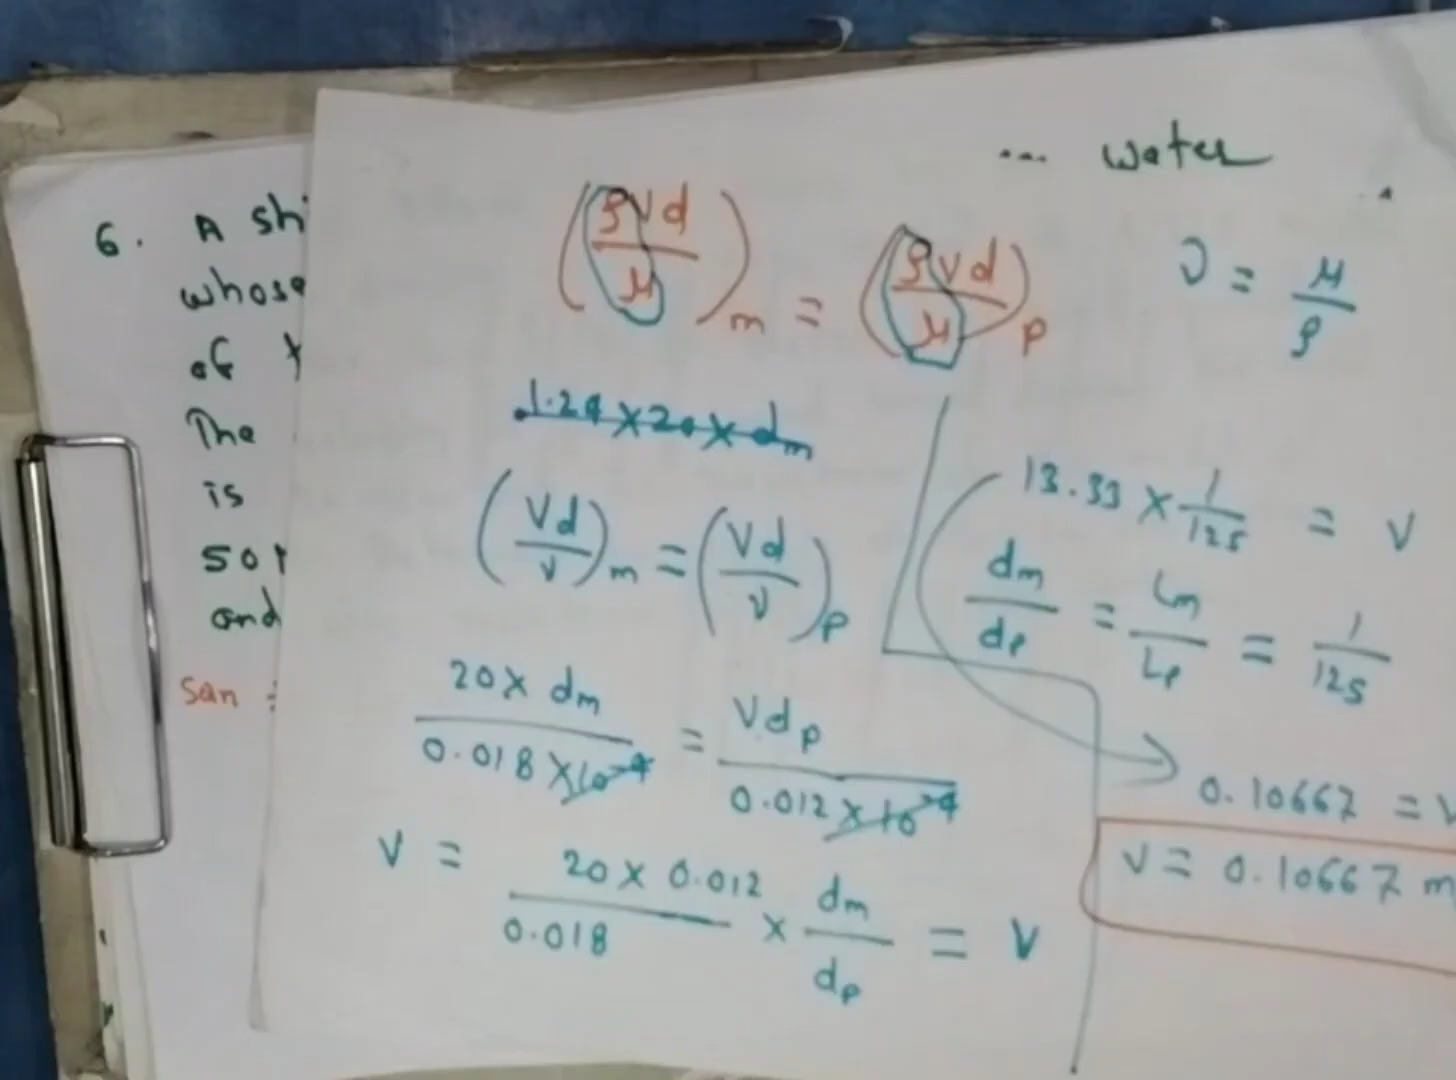 ... water
6. A shi
whose
of t
The
is
and
San :
(ρVd/μ)m = (ρVd/μ)p
ν = μ/ρ
1.24 × 20 × dm
(Vd/ν)m = (Vd/ν)p
20 × dm / 0.018 × 10⁻⁴ = Vdp / 0.012 × 10⁻⁴
V = 20 × 0.012 / 0.018 × dm/dp = V
13.33 × 1/125 = V
dm/dp = Lm/Lp = 1/125
0.10667 = V
V = 0.10667 m